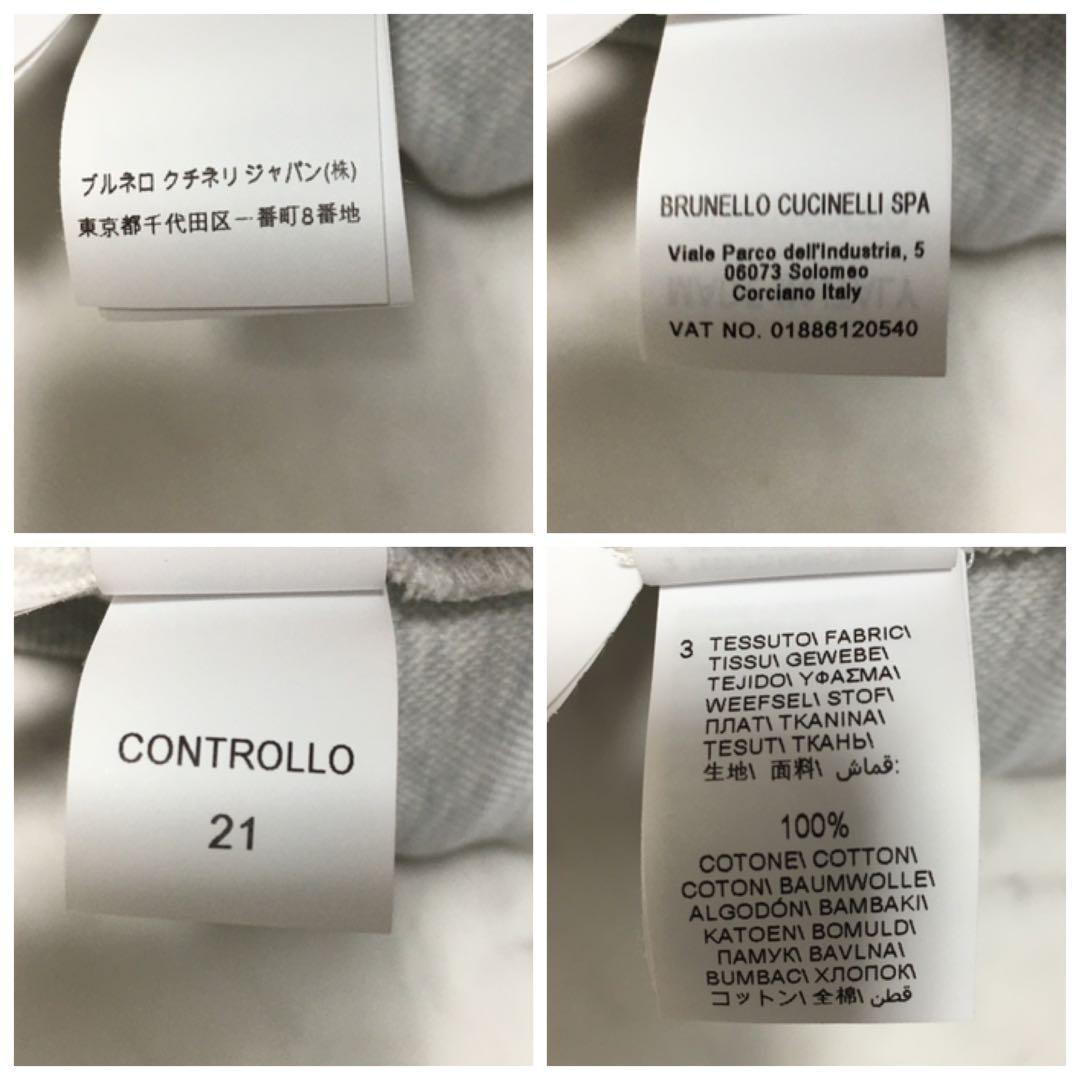 ブルネロ クチネリ ジャパン(株)
東京都千代田区一番町8番地
BRUNELLO CUCINELLI SPA
Viale Parco dell'Industria, 5
06073 Solomeo
Corciano Italy
VAT NO. 01886120540
CONTROLLO
21
3 TESSUTO\ FABRIC\
TISSU\ GEWEBE\
TEJIDO\ ΥΦΑΣΜΑ\
WEEFSEL\ STOF\
ПЛАТ\ TKANINA\
ŢESUT\ ТКАНЬ\
生地\ 面料\ قماش:
100%
COTONE\ COTTON\
COTON\ BAUMWOLLE\
ALGODÓN\ ΒΑΜΒΑΚΙ\
KATOEN\ BOMULD\
ПАМУК\ BAVLNA\
BUMBAC\ ХЛОПОК\
コットン\ 全棉\ قطن